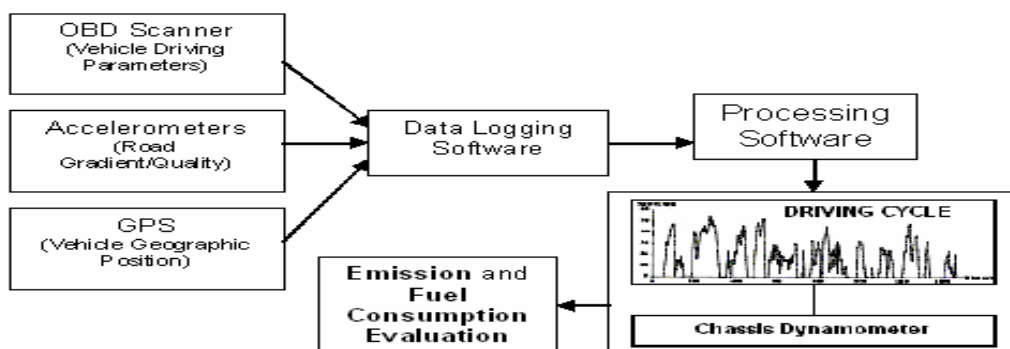 OBD Scanner
(Vehicle Driving
Parameters)
Accelerometers
(Road
Gradient/Quality)
GPS
(Vehicle Geographic
Position)
Data Logging
Software
Processing
Software
DRIVING CYCLE
Chassis Dynamometer
Emission and
Fuel
Consumption
Evaluation